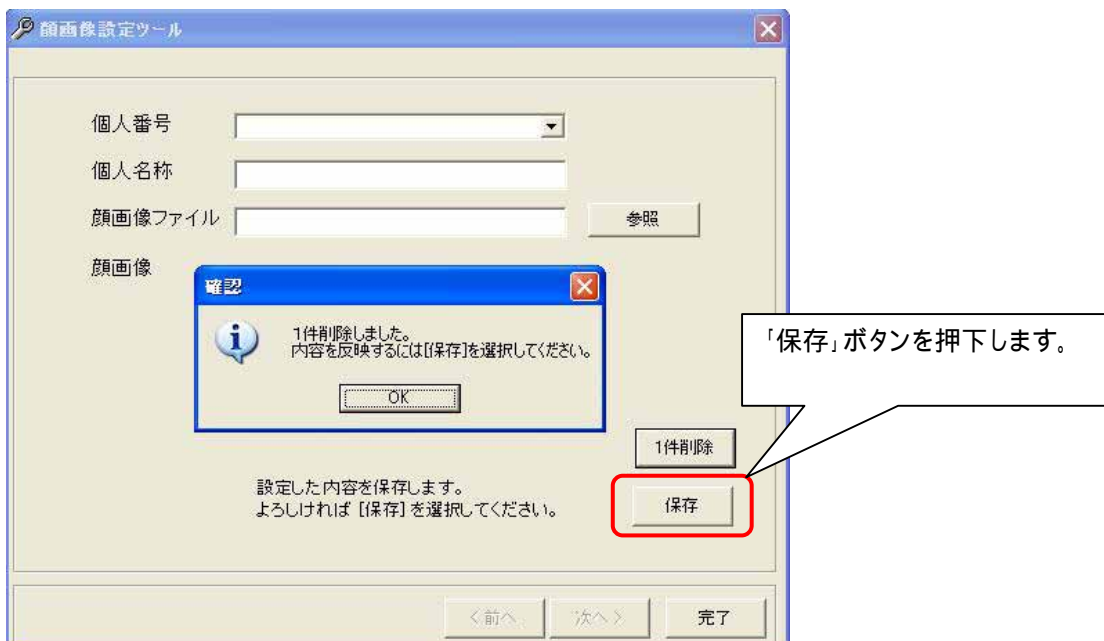 顔画像設定ツール
個人番号
個人名称
顔画像ファイル
参照
顔画像
確認
1件削除しました。
内容を反映するには[保存]を選択してください。
OK
「保存」ボタンを押下します。
1件削除
設定した内容を保存します。
よろしければ [保存] を選択してください。
保存
<前へ
次へ>
完了